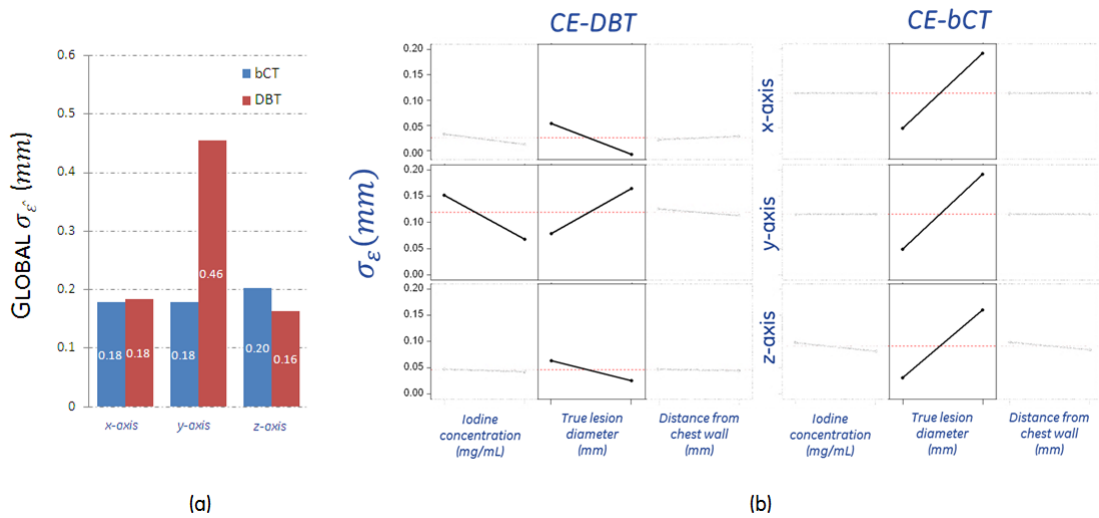 0.6
0.5
0.4
0.3
0.2
0.1
0
GLOBAL σ_ε̂ (mm)
bCT
DBT
0.18
0.18
0.18
0.46
0.20
0.16
x-axis
y-axis
z-axis
(a)
CE-DBT
CE-bCT
σ_ε (mm)
0.20
0.15
0.10
0.05
0.00
0.20
0.15
0.10
0.05
0.00
0.20
0.15
0.10
0.05
0.00
x-axis
y-axis
z-axis
Iodine
concentration
(mg/mL)
True lesion
diameter
(mm)
Distance from
chest wall
(mm)
Iodine
concentration
(mg/mL)
True lesion
diameter
(mm)
Distance from
chest wall
(mm)
(b)